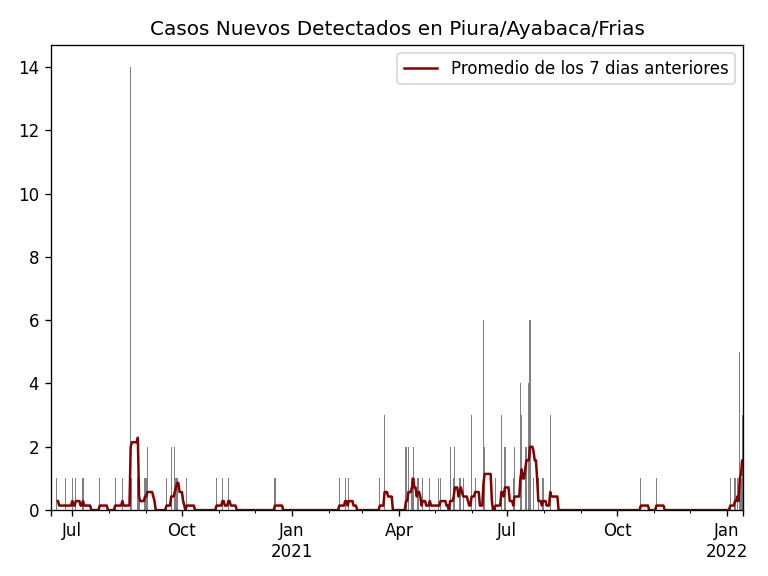 Casos Nuevos Detectados en Piura/Ayabaca/Frias
Promedio de los 7 dias anteriores
14
12
10
8
6
4
2
0
Jul
Oct
Jan
2021
Apr
Jul
Oct
Jan
2022